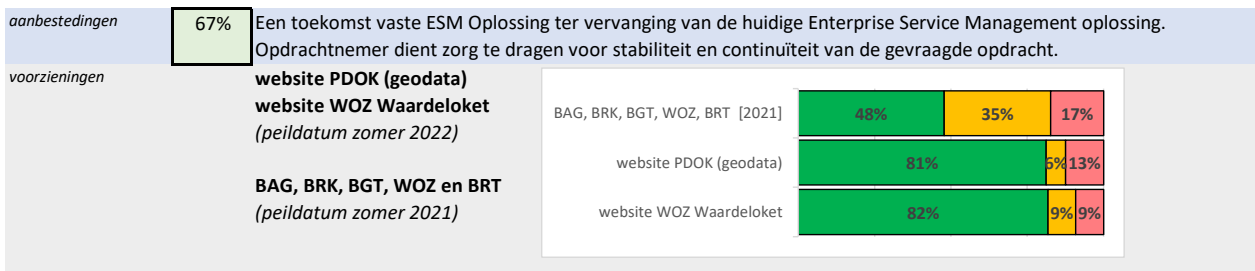 aanbestedingen 67% Een toekomst vaste ESM Oplossing ter vervanging van de huidige Enterprise Service Management oplossing.
Opdrachtnemer dient zorg te dragen voor stabiliteit en continuïteit van de gevraagde opdracht.
voorzieningen website PDOK (geodata)
website WOZ Waardeloket
(peildatum zomer 2022)
BAG, BRK, BGT, WOZ en BRT
(peildatum zomer 2021)
BAG, BRK, BGT, WOZ, BRT [2021] 48% 35% 17%
website PDOK (geodata) 81% 6% 13%
website WOZ Waardeloket 82% 9% 9%